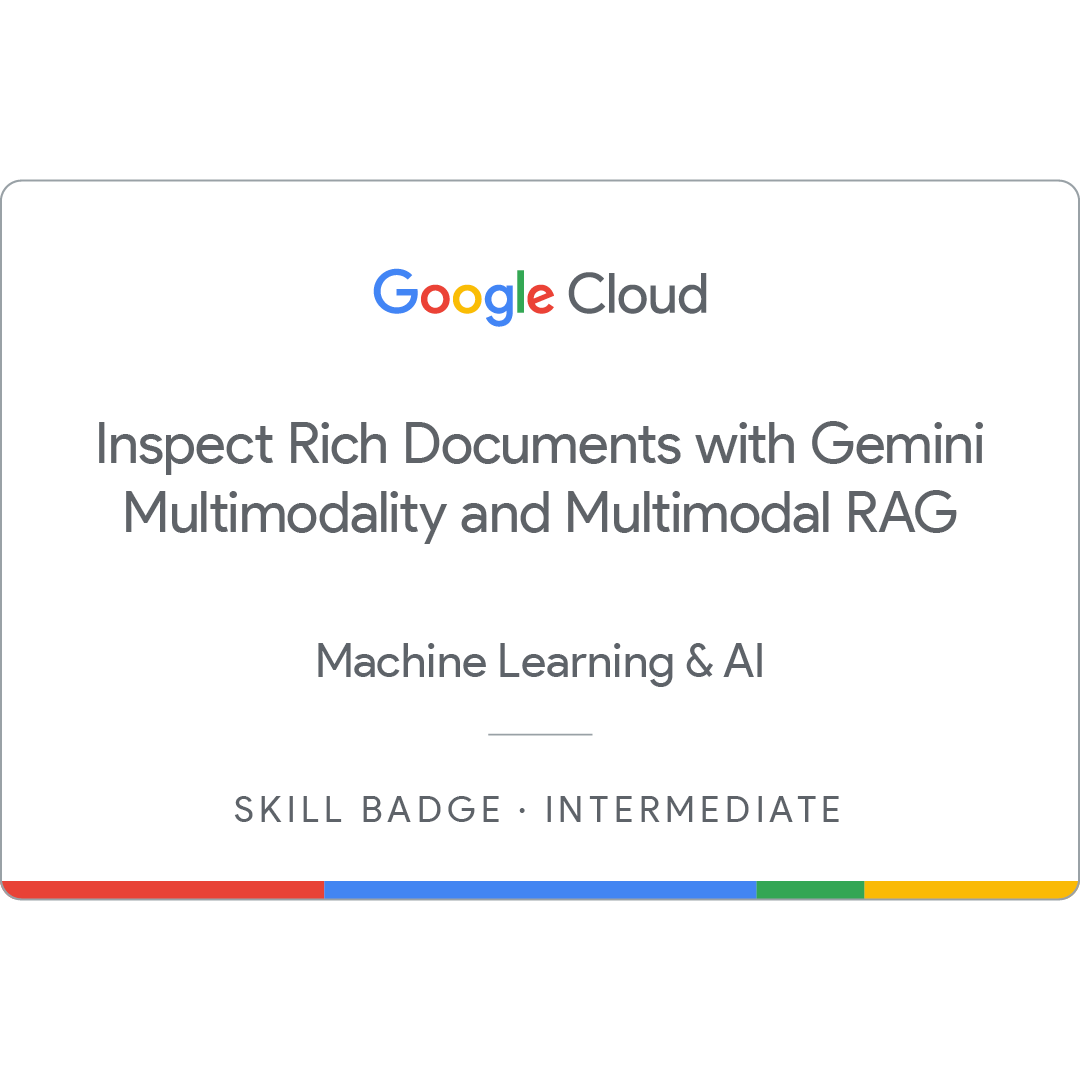 Google Cloud
Inspect Rich Documents with Gemini
Multimodality and Multimodal RAG
Machine Learning & AI
SKILL BADGE · INTERMEDIATE